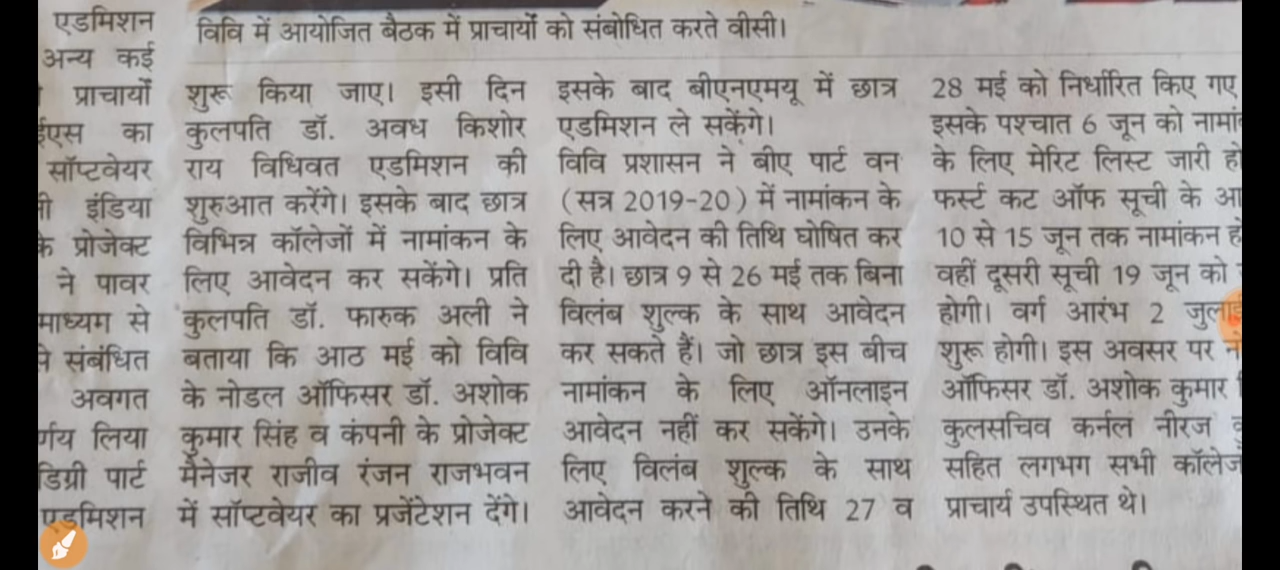 एडमिशन
अन्य कई
प्राचार्यों
का
सॉफ्टवेयर
इंडिया
के प्रोजेक्ट
ने पावर
माध्यम से
संबंधित
अवगत
लिया
डिग्री पार्ट
एडमिशन
विवि में आयोजित बैठक में प्राचार्यों को संबोधित करते वीसी।
शुरू किया जाए। इसी दिन
कुलपति डॉ. अवध किशोर
राय विधिवत एडमिशन की
शुरुआत करेंगे। इसके बाद छात्र
विभिन्न कॉलेजों में नामांकन के
लिए आवेदन कर सकेंगे। प्रति
कुलपति डॉ. फारुक अली ने
बताया कि आठ मई को विवि
के नोडल ऑफिसर डॉ. अशोक
कुमार सिंह व कंपनी के प्रोजेक्ट
मैनेजर राजीव रंजन राजभवन
में सॉफ्टवेयर का प्रजेंटेशन देंगे।
इसके बाद बीएनएमयू में छात्र
एडमिशन ले सकेंगे।
विवि प्रशासन ने बीए पार्ट वन
(सत्र 2019-20) में नामांकन के
लिए आवेदन की तिथि घोषित कर
दी है। छात्र 9 से 26 मई तक बिना
विलंब शुल्क के साथ आवेदन
कर सकते हैं। जो छात्र इस बीच
नामांकन के लिए ऑनलाइन
आवेदन नहीं कर सकेंगे। उनके
लिए विलंब शुल्क के साथ
आवेदन करने की तिथि 27 व
28 मई को निर्धारित किए गए
इसके पश्चात 6 जून को
के लिए मेरिट लिस्ट जारी
फर्स्ट कट ऑफ सूची के
10 से 15 जून तक नामांकन
वहीं दूसरी सूची 19 जून को
होगी। वर्ग आरंभ 2
शुरू होगी। इस अवसर पर
ऑफिसर डॉ. अशोक कुमार
कुलसचिव कर्नल नीरज
सहित लगभग सभी
प्राचार्य उपस्थित थे।